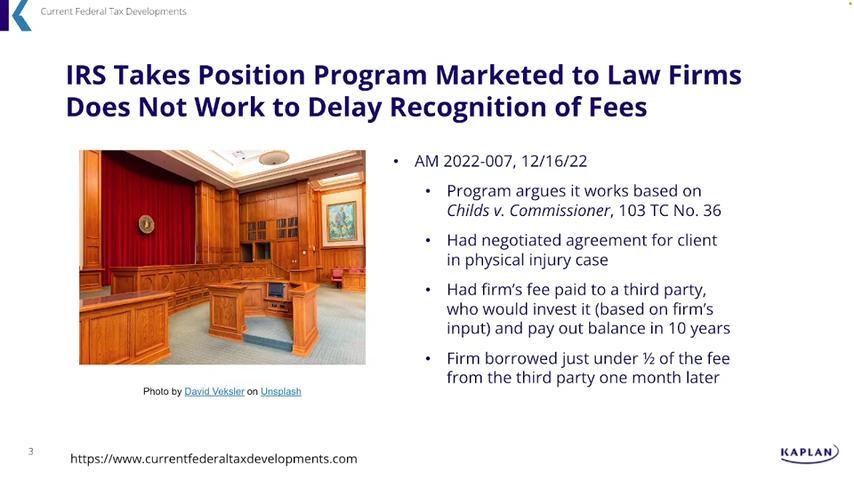 Current Federal Tax Developments
IRS Takes Position Program Marketed to Law Firms
Does Not Work to Delay Recognition of Fees
• AM 2022-007, 12/16/22
• Program argues it works based on
Childs v. Commissioner, 103 TC No. 36
• Had negotiated agreement for client
in physical injury case
• Had firm's fee paid to a third party,
who would invest it (based on firm's
input) and pay out balance in 10 years
• Firm borrowed just under ½ of the fee
from the third party one month later
Photo by David Veksler on Unsplash
3
https://www.currentfederaltaxdevelopments.com
KAPLAN